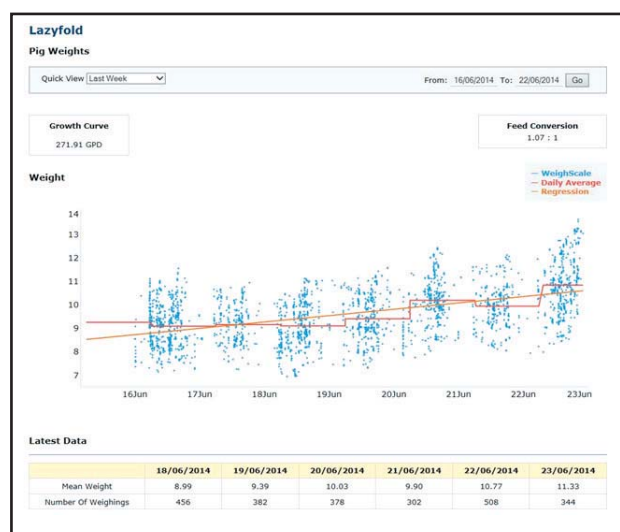 Lazyfold
Pig Weights
Quick View Last Week From: 16/06/2014 To: 22/06/2014 Go
Growth Curve
271.91 GPD
Feed Conversion
1.07 : 1
Weight
WeighScale
Daily Average
Regression
14
13
12
11
10
9
8
7
16Jun 17Jun 18Jun 19Jun 20Jun 21Jun 22Jun 23Jun
Latest Data
18/06/2014 19/06/2014 20/06/2014 21/06/2014 22/06/2014 23/06/2014
Mean Weight 8.99 9.39 10.03 9.90 10.77 11.33
Number Of Weighings 456 382 378 302 508 344